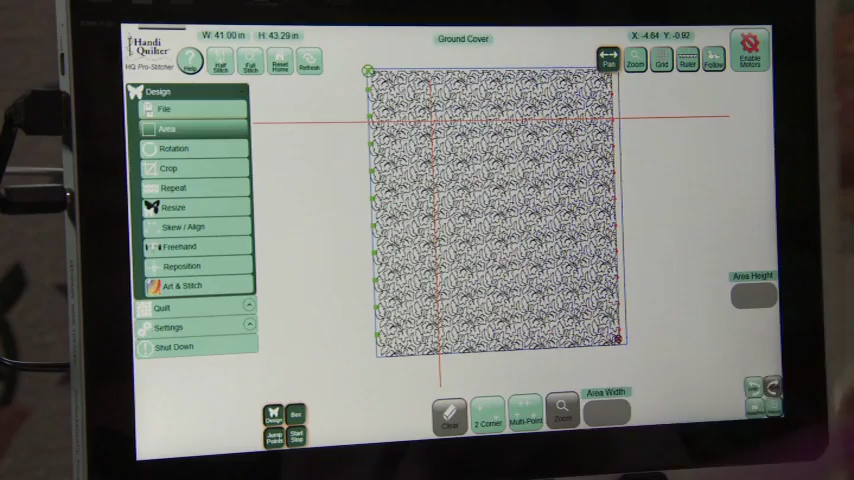 W: 41.00 in H: 43.29 in
Ground Cover
X: -4.64 Y: -0.92
Handi
Quilter
HQ Pro-Stitcher
Help
Half
Stitch
Full
Stitch
Reset
Home
Refresh
Pan
Zoom
Grid
Ruler
Follow
Enable
Motors
Design
File
Area
Rotation
Crop
Repeat
Resize
Skew / Align
Freehand
Reposition
Art & Stitch
Quilt
Settings
Shut Down
Area Height
Design
Box
Jump
Points
Start
Stop
Clear
2 Corner
Multi-Point
Zoom
Area Width